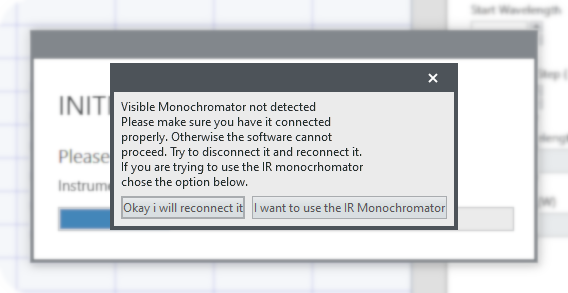 Start Wavelength
INIT
Visible Monochromator not detected
Please make sure you have it connected
properly. Otherwise the software cannot
proceed. Try to disconnect it and reconnect it.
If you are trying to use the IR monocrhomator
chose the option below.
Please
Instrume
Okay i will reconnect it
I want to use the IR Monochromator
Step (
W)